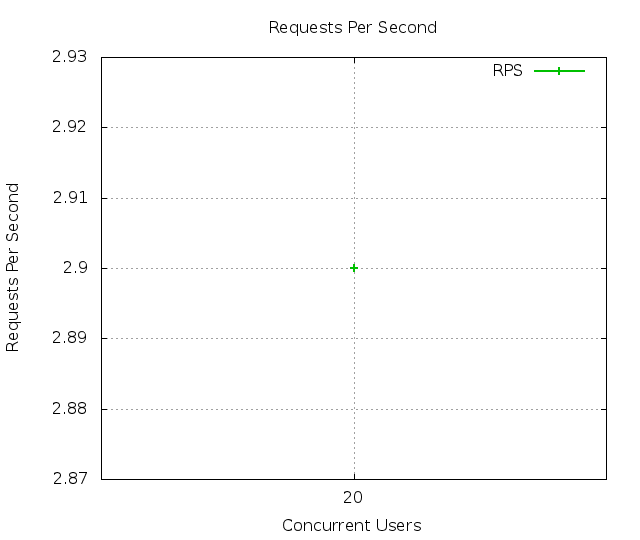 Requests Per Second
2.93
RPS
2.92
2.91
2.9
2.89
2.88
2.87
Requests Per Second
20
Concurrent Users